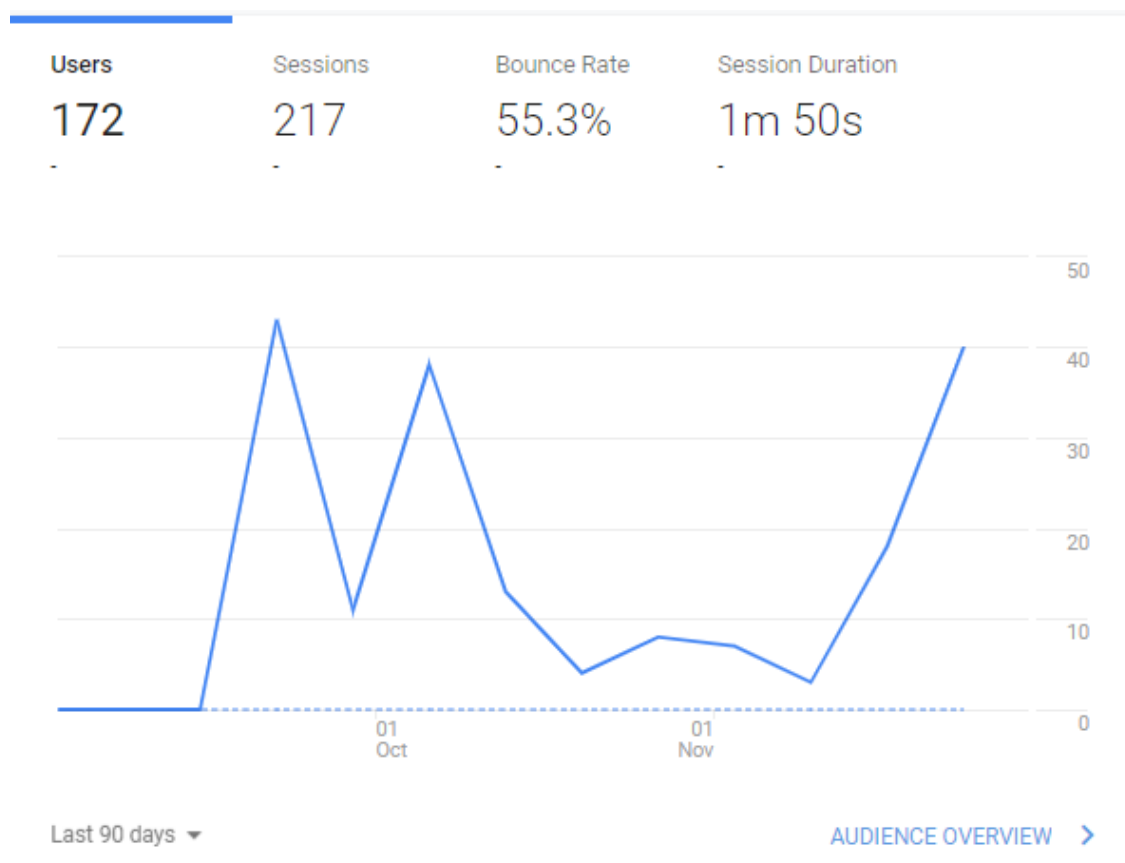 Users Sessions Bounce Rate Session Duration
172 217 55.3% 1m 50s
- - - -
50
40
30
20
10
0
01 01
Oct Nov
Last 90 days AUDIENCE OVERVIEW